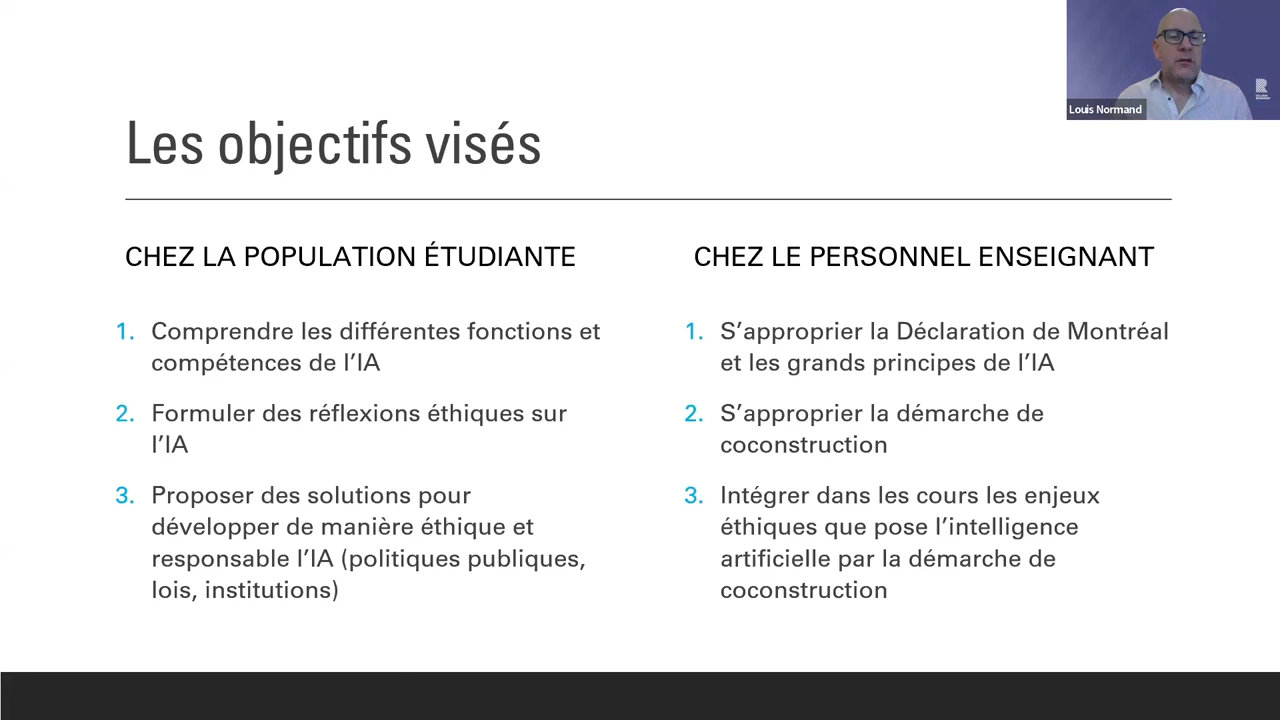 Louis Normand
Les objectifs visés
CHEZ LA POPULATION ÉTUDIANTE
1. Comprendre les différentes fonctions et
compétences de l’IA
2. Formuler des réflexions éthiques sur
l’IA
3. Proposer des solutions pour
développer de manière éthique et
responsable l’IA (politiques publiques,
lois, institutions)
CHEZ LE PERSONNEL ENSEIGNANT
1. S’approprier la Déclaration de Montréal
et les grands principes de l’IA
2. S’approprier la démarche de
coconstruction
3. Intégrer dans les cours les enjeux
éthiques que pose l’intelligence
artificielle par la démarche de
coconstruction